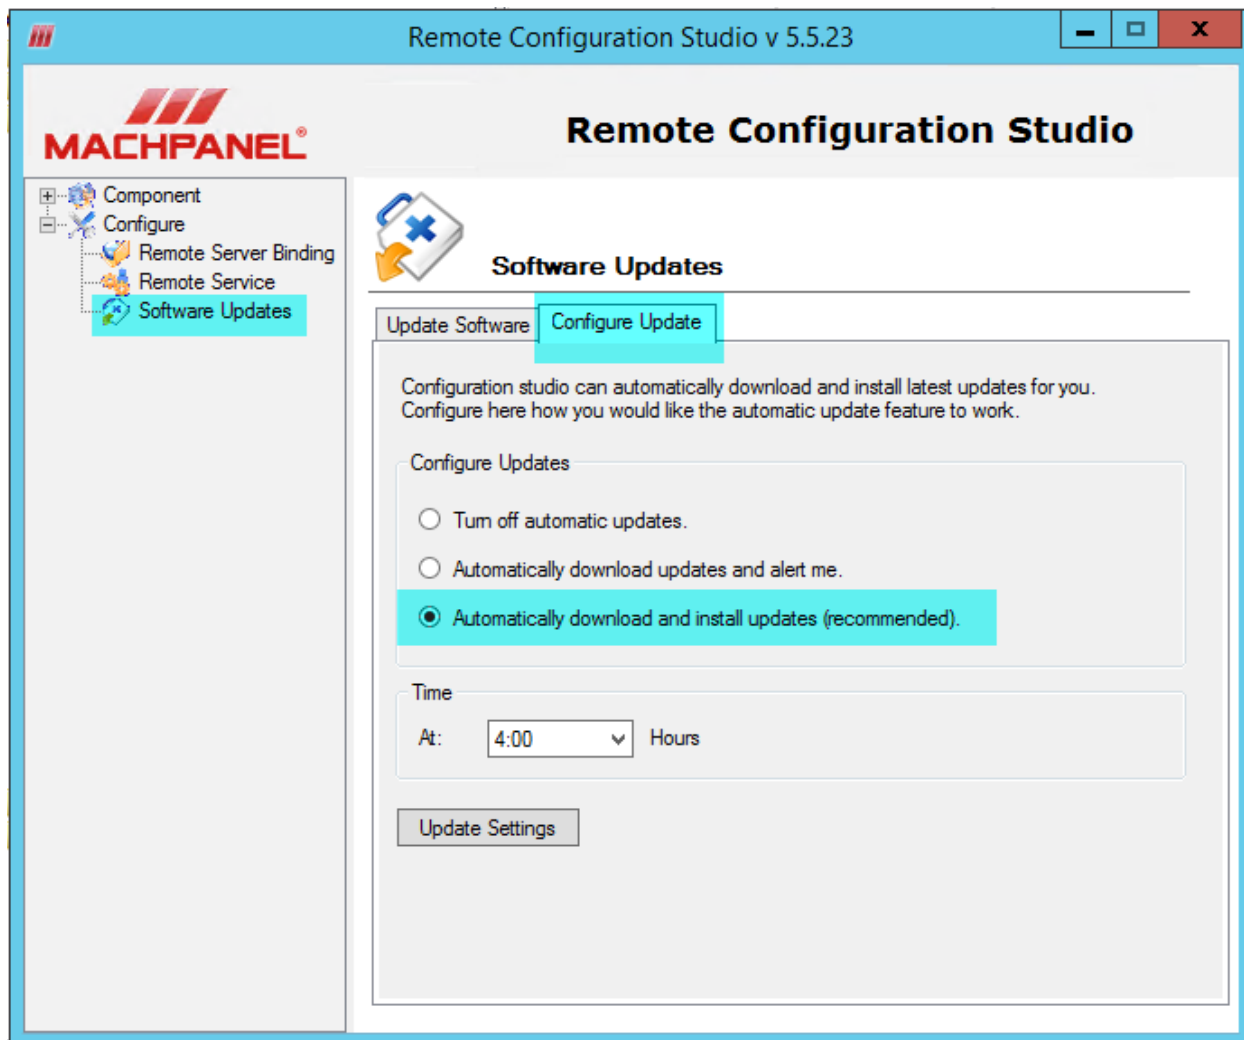 Remote Configuration Studio v 5.5.23
MACHPANEL®
Remote Configuration Studio
Component
Configure
Remote Server Binding
Remote Service
Software Updates
Software Updates
Update Software
Configure Update
Configuration studio can automatically download and install latest updates for you.
Configure here how you would like the automatic update feature to work.
Configure Updates
Turn off automatic updates.
Automatically download updates and alert me.
Automatically download and install updates (recommended).
Time
At: 4:00 Hours
Update Settings